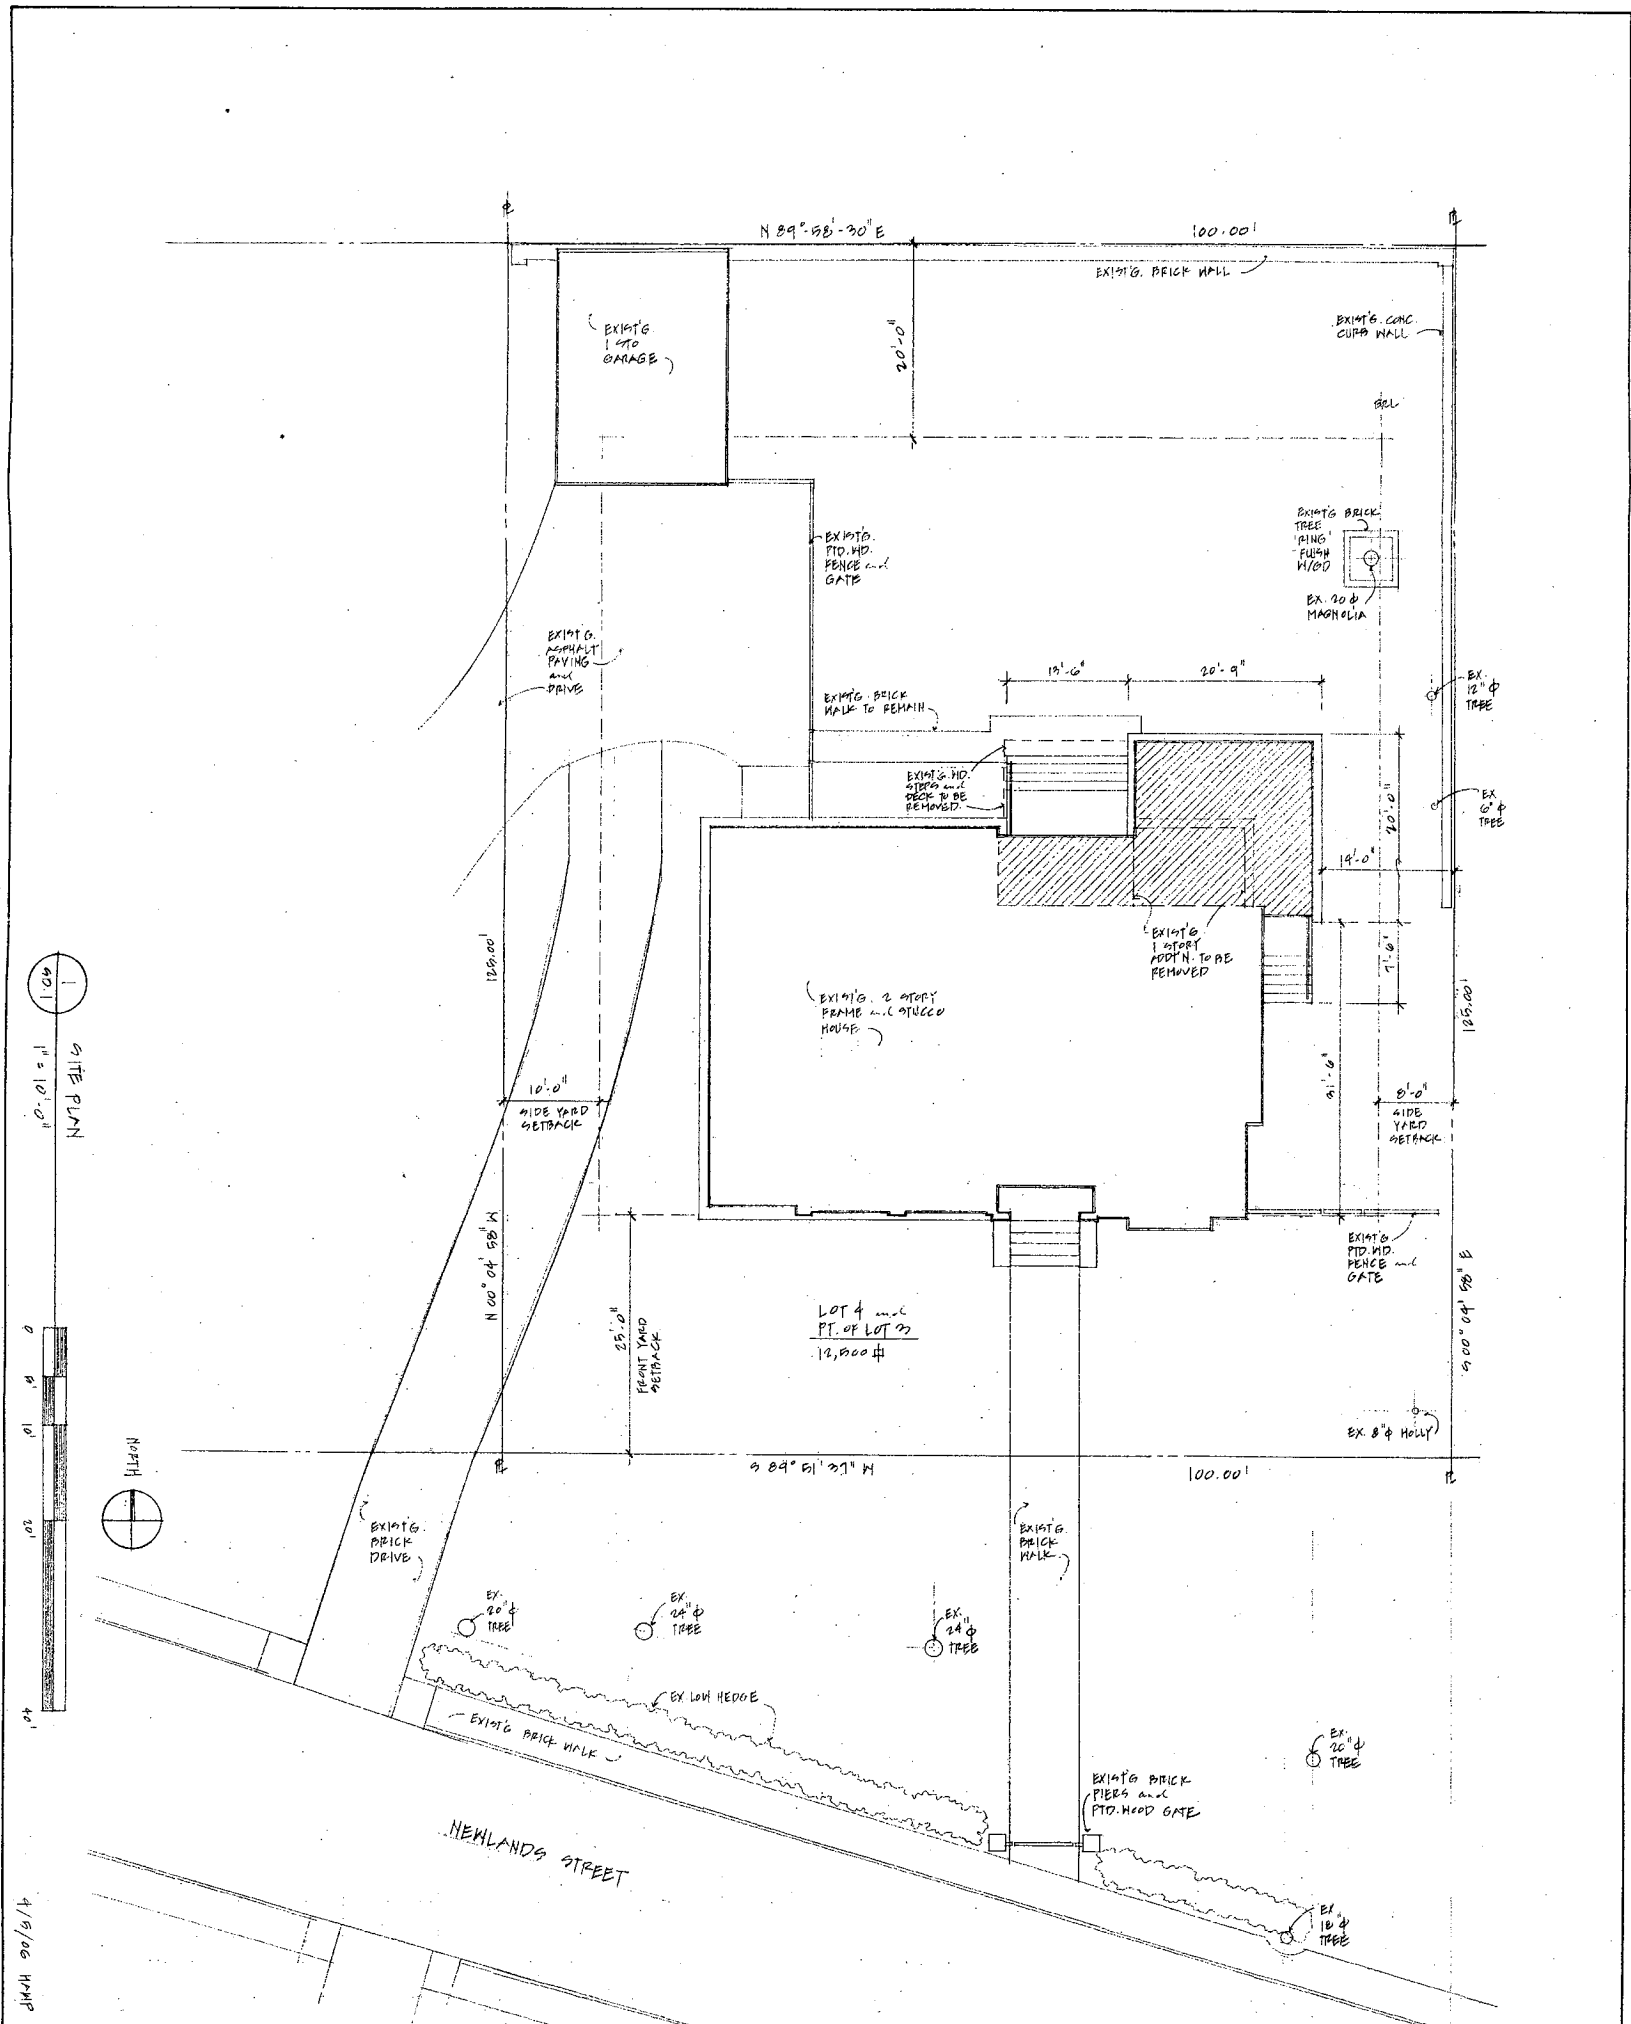 N 89°-58'-30" E
100.00'
EXIST'G. BRICK WALL
EXIST'G
1 STO
GARAGE
20'-0"
EXIST'G. CONC.
CURB WALL
BRL
EXIST'G.
PTD. WD.
FENCE and
GATE
EXIST'G BRICK
TREE
'RING'
FLUSH
W/GD
EX. 20 φ
MAGNOLIA
EXIST'G.
ASPHALT
PAVING
and
DRIVE
13'-6"
20'-9"
EX.
12" φ
TREE
EXIST'G. BRICK
WALK TO REMAIN
EXIST'G. WD.
STEPS and
DECK TO BE
REMOVED
20'-0"
EX
6" φ
TREE
14'-0"
EXIST'G
1 STORY
ADDT'N. TO BE
REMOVED
7'-6"
125.00'
125.00'
EXIST'G. 2 STORY
FRAME and STUCCO
HOUSE
31'-6"
10'-0"
SIDE YARD
SETBACK
8'-0"
SIDE
YARD
SETBACK
1
SD.1
SITE PLAN
1" = 10'-0"
N 00° 04' 58" W
EXIST'G
PTD. WD.
FENCE and
GATE
S 00° 04' 58" E
25'-0"
FRONT YARD
SETBACK
LOT 4 and
PT. OF LOT 3
12,500
EX. 8" φ HOLLY
S 89° 51' 37" W
100.00'
0
5'
10'
20'
40'
NORTH
EXIST'G.
BRICK
DRIVE
EXIST'G.
BRICK
WALK
EX.
20" φ
TREE
EX.
24" φ
TREE
EX.
24" φ
TREE
EX LOW HEDGE
EXIST'G BRICK WALK
EX.
20" φ
TREE
EXIST'G BRICK
PIERS and
PTD. WOOD GATE
NEWLANDS STREET
EX
18" φ
TREE
4/5/06 HAWP